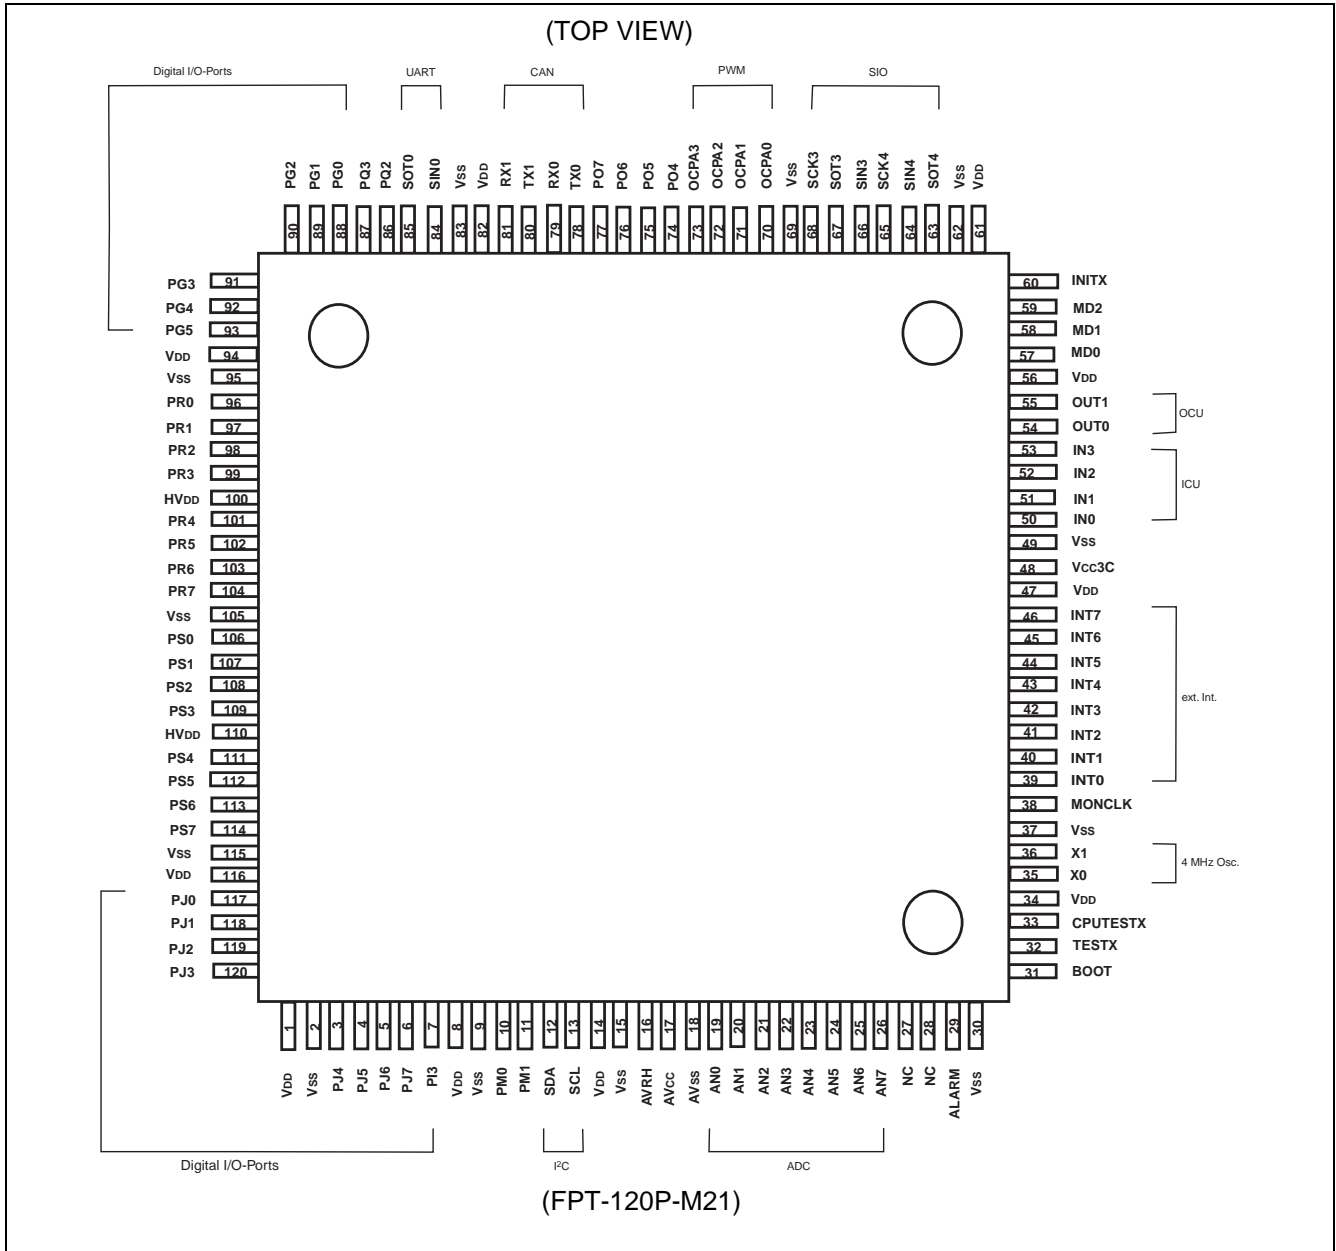 (TOP VIEW)
Digital I/O-Ports UART CAN PWM SIO
PG2 PG1 PG0 PQ3 PQ2 SOT0 SIN0 VSS VDD RX1 TX1 RX0 TX0 PO7 PO6 PO5 PO4 OCPA3 OCPA2 OCPA1 OCPA0 VSS SCK3 SOT3 SIN3 SCK4 SIN4 SOT4 VSS VDD
90 89 88 87 86 85 84 83 82 81 80 79 78 77 76 75 74 73 72 71 70 69 68 67 66 65 64 63 62 61
PG3 91 60 INITX
PG4 92 59 MD2
PG5 93 58 MD1
VDD 94 57 MD0
VSS 95 56 VDD
PR0 96 55 OUT1
OCU
PR1 97 54 OUT0
PR2 98 53 IN3
PR3 99 52 IN2
ICU
HVDD 100 51 IN1
PR4 101 50 IN0
PR5 102 49 VSS
PR6 103 48 VCC3C
PR7 104 47 VDD
VSS 105 46 INT7
PS0 106 45 INT6
PS1 107 44 INT5
PS2 108 43 INT4
ext. Int.
PS3 109 42 INT3
HVDD 110 41 INT2
PS4 111 40 INT1
PS5 112 39 INT0
PS6 113 38 MONCLK
PS7 114 37 VSS
VSS 115 36 X1
4 MHz Osc.
VDD 116 35 X0
PJ0 117 34 VDD
PJ1 118 33 CPUTESTX
PJ2 119 32 TESTX
PJ3 120 31 BOOT
1 2 3 4 5 6 7 8 9 10 11 12 13 14 15 16 17 18 19 20 21 22 23 24 25 26 27 28 29 30
VDD VSS PJ4 PJ5 PJ6 PJ7 PI3 VDD VSS PM0 PM1 SDA SCL VDD VSS AVRH AVCC AVSS AN0 AN1 AN2 AN3 AN4 AN5 AN6 AN7 NC NC ALARM VSS
Digital I/O-Ports I²C ADC
(FPT-120P-M21)